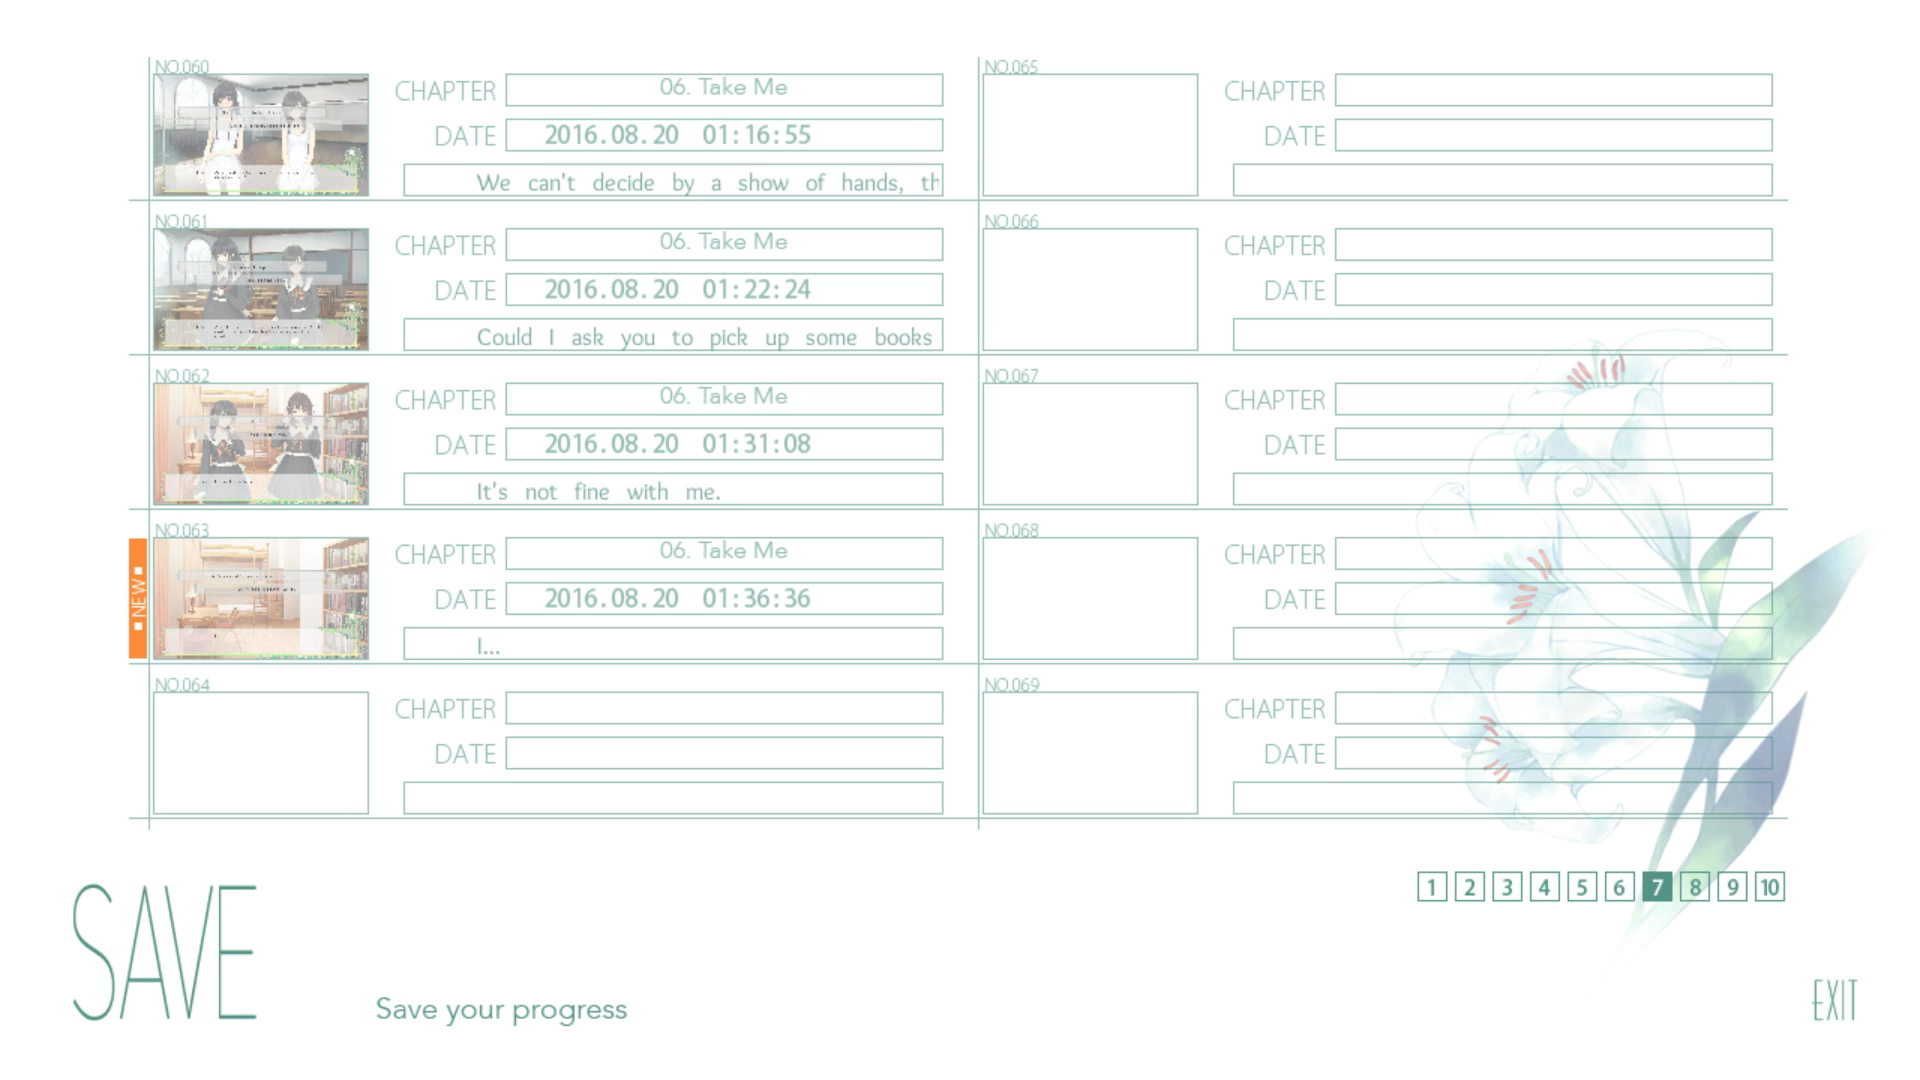 NO.060
CHAPTER 06. Take Me
DATE 2016.08.20 01:16:55
We can't decide by a show of hands, th
NO.061
CHAPTER 06. Take Me
DATE 2016.08.20 01:22:24
Could I ask you to pick up some books
NO.062
CHAPTER 06. Take Me
DATE 2016.08.20 01:31:08
It's not fine with me.
NEW
NO.063
CHAPTER 06. Take Me
DATE 2016.08.20 01:36:36
I...
NO.064
CHAPTER
DATE
NO.065
CHAPTER
DATE
NO.066
CHAPTER
DATE
NO.067
CHAPTER
DATE
NO.068
CHAPTER
DATE
NO.069
CHAPTER
DATE
1 2 3 4 5 6 7 8 9 10
SAVE
Save your progress
EXIT